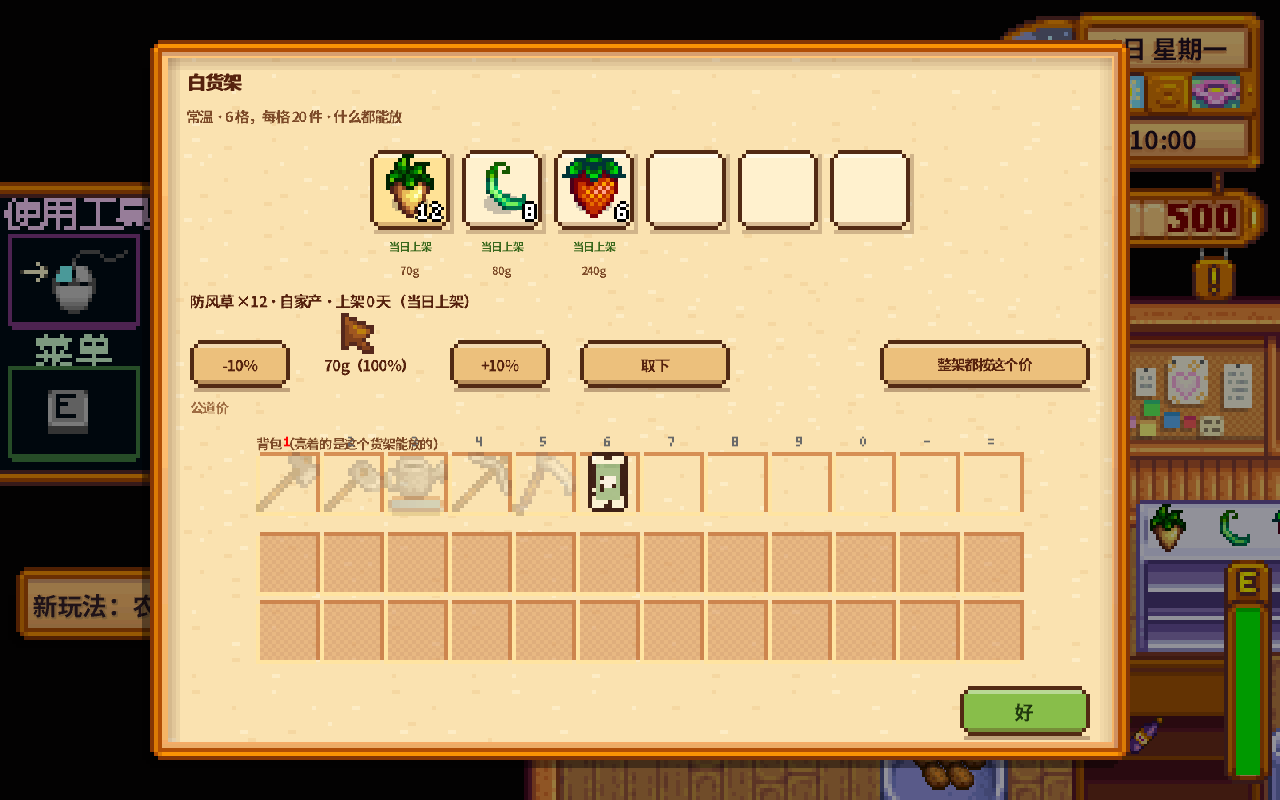 白货架
常温 · 6格，每格20件 · 什么都能放
12 8 6
当日上架 当日上架 当日上架
70g 80g 240g
防风草 ×12 · 自家产 · 上架0天（当日上架）
-10% 70g (100%) +10% 取下 整架都按这个价
公道价
背包（亮着的是这个货架能放的）
1 4 5 6 7 8 9 0 - =
好
使用工具
菜单
E
新玩法：农
日 星期一
10:00
500
!
E